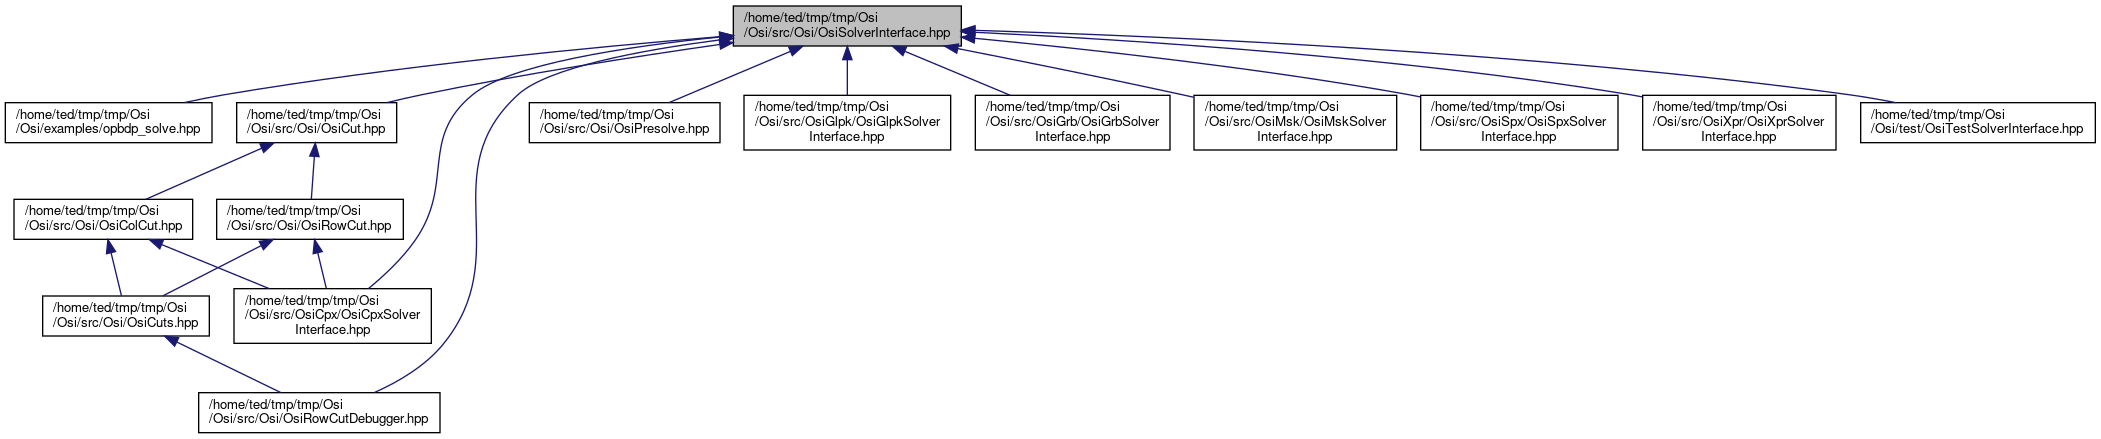 /home/ted/tmp/tmp/Osi
/Osi/src/Osi/OsiSolverInterface.hpp
/home/ted/tmp/tmp/Osi
/Osi/examples/opbdp_solve.hpp
/home/ted/tmp/tmp/Osi
/Osi/src/Osi/OsiCut.hpp
/home/ted/tmp/tmp/Osi
/Osi/src/Osi/OsiPresolve.hpp
/home/ted/tmp/tmp/Osi
/Osi/src/OsiGlpk/OsiGlpkSolver
Interface.hpp
/home/ted/tmp/tmp/Osi
/Osi/src/OsiGrb/OsiGrbSolver
Interface.hpp
/home/ted/tmp/tmp/Osi
/Osi/src/OsiMsk/OsiMskSolver
Interface.hpp
/home/ted/tmp/tmp/Osi
/Osi/src/OsiSpx/OsiSpxSolver
Interface.hpp
/home/ted/tmp/tmp/Osi
/Osi/src/OsiXpr/OsiXprSolver
Interface.hpp
/home/ted/tmp/tmp/Osi
/Osi/test/OsiTestSolverInterface.hpp
/home/ted/tmp/tmp/Osi
/Osi/src/Osi/OsiColCut.hpp
/home/ted/tmp/tmp/Osi
/Osi/src/Osi/OsiRowCut.hpp
/home/ted/tmp/tmp/Osi
/Osi/src/Osi/OsiCuts.hpp
/home/ted/tmp/tmp/Osi
/Osi/src/OsiCpx/OsiCpxSolver
Interface.hpp
/home/ted/tmp/tmp/Osi
/Osi/src/Osi/OsiRowCutDebugger.hpp